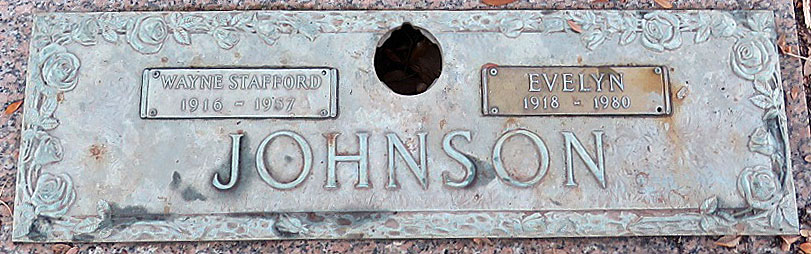 WAYNE STAFFORD
1916 - 1957
EVELYN
1918 - 1980
JOHNSON